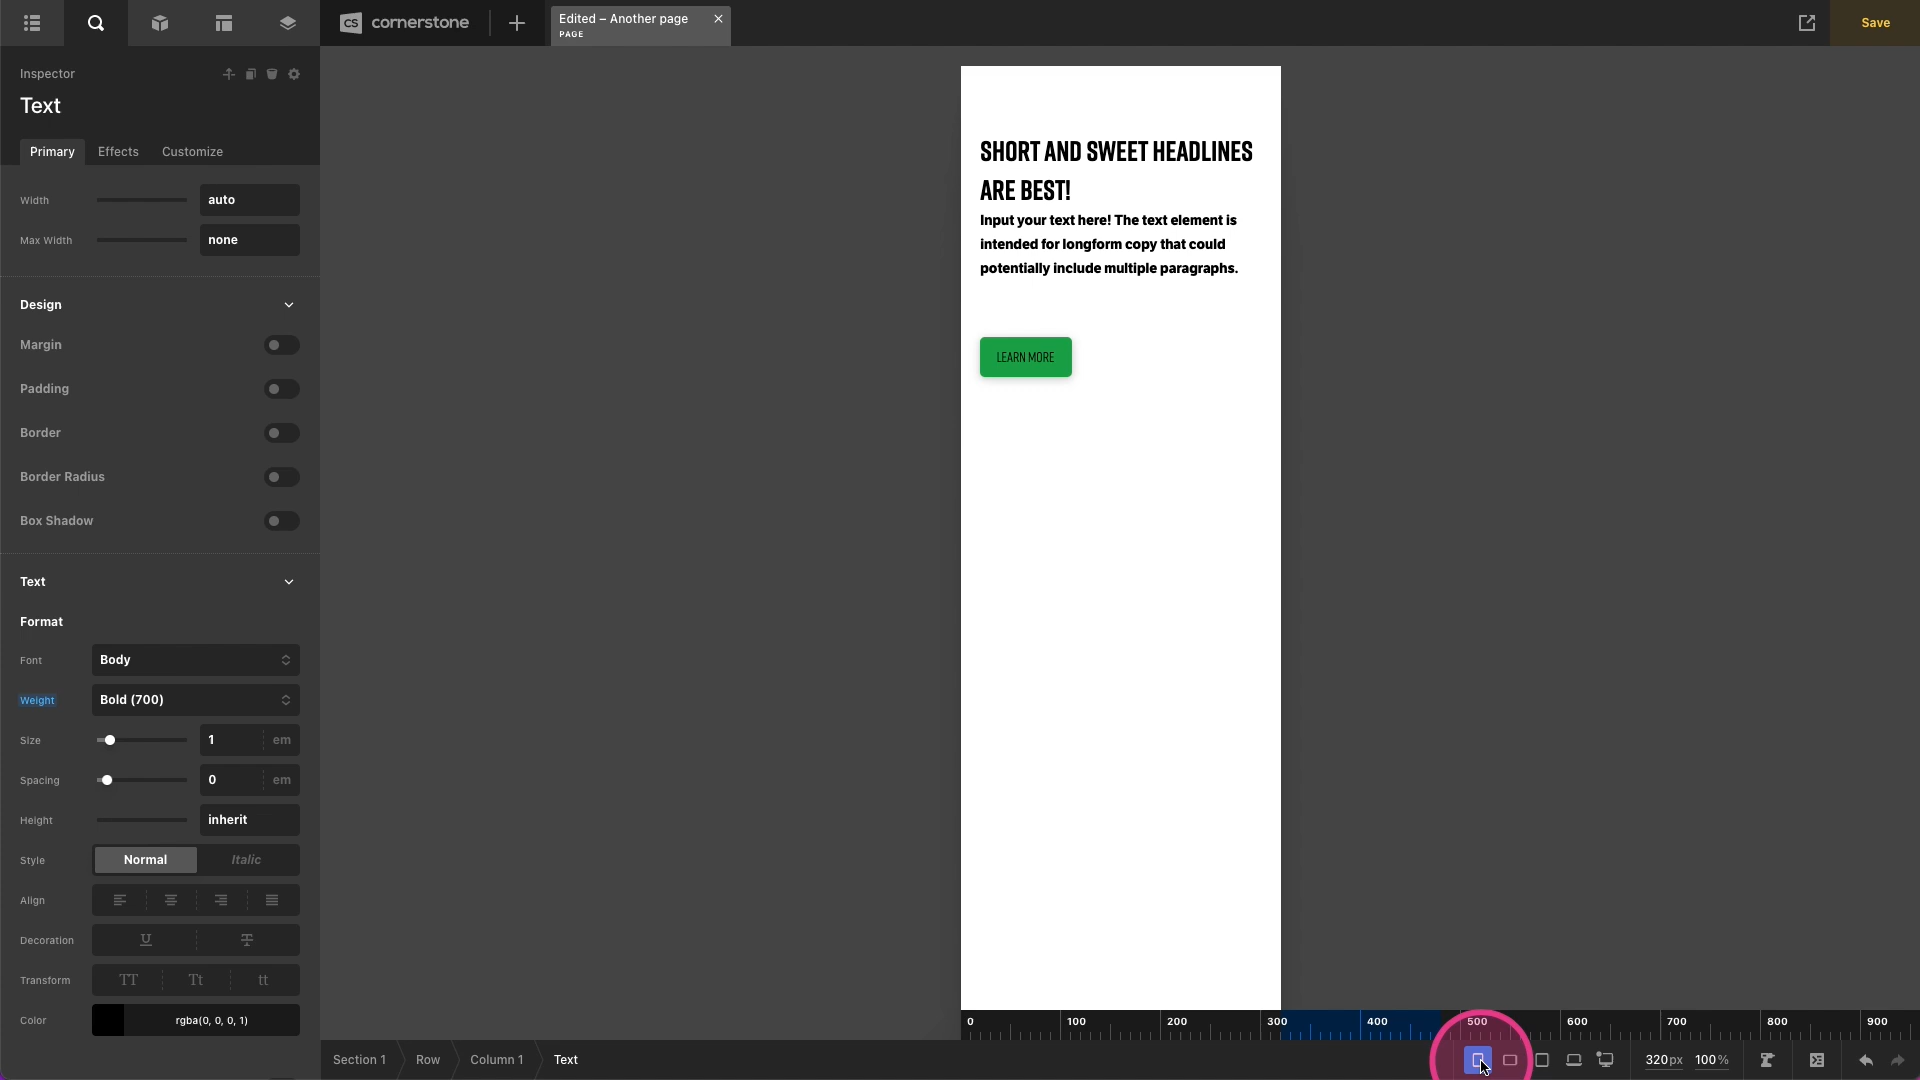 cs cornerstone
Edited – Another page
PAGE
Save
Inspector
Text
Primary Effects Customize
Width auto
Max Width none
Design
Margin
Padding
Border
Border Radius
Box Shadow
Text
Format
Font Body
Weight Bold (700)
Size 1 em
Spacing 0 em
Height inherit
Style Normal Italic
Align
Decoration U T
Transform TT Tt tt
Color rgba(0, 0, 0, 1)
SHORT AND SWEET HEADLINES
ARE BEST!
Input your text here! The text element is
intended for longform copy that could
potentially include multiple paragraphs.
LEARN MORE
0 100 200 300 400 500 600 700 800 900
Section 1 Row Column 1 Text
320px 100%